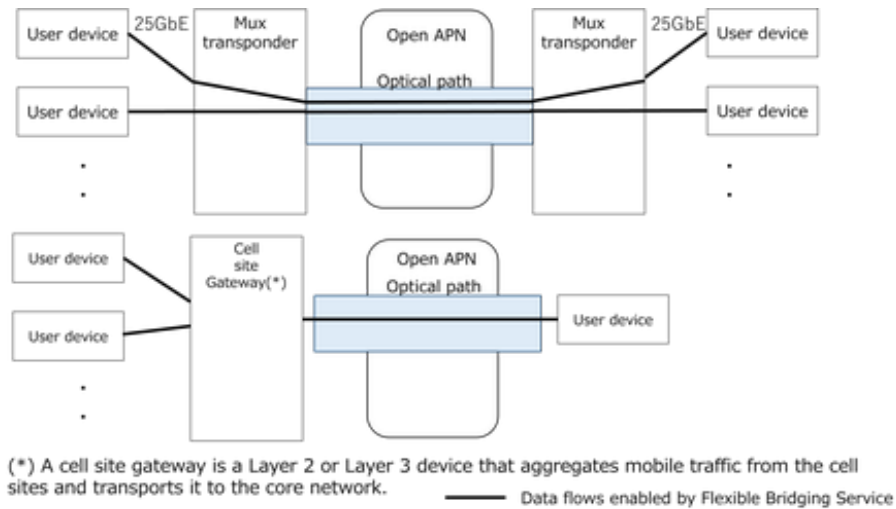 User device
25GbE
Mux
transponder
Open APN
Mux
transponder
25GbE
User device
Optical path
User device
User device
User device
Cell
site
Gateway(*)
Open APN
Optical path
User device
User device
(*) A cell site gateway is a Layer 2 or Layer 3 device that aggregates mobile traffic from the cell
sites and transports it to the core network.
Data flows enabled by Flexible Bridging Service